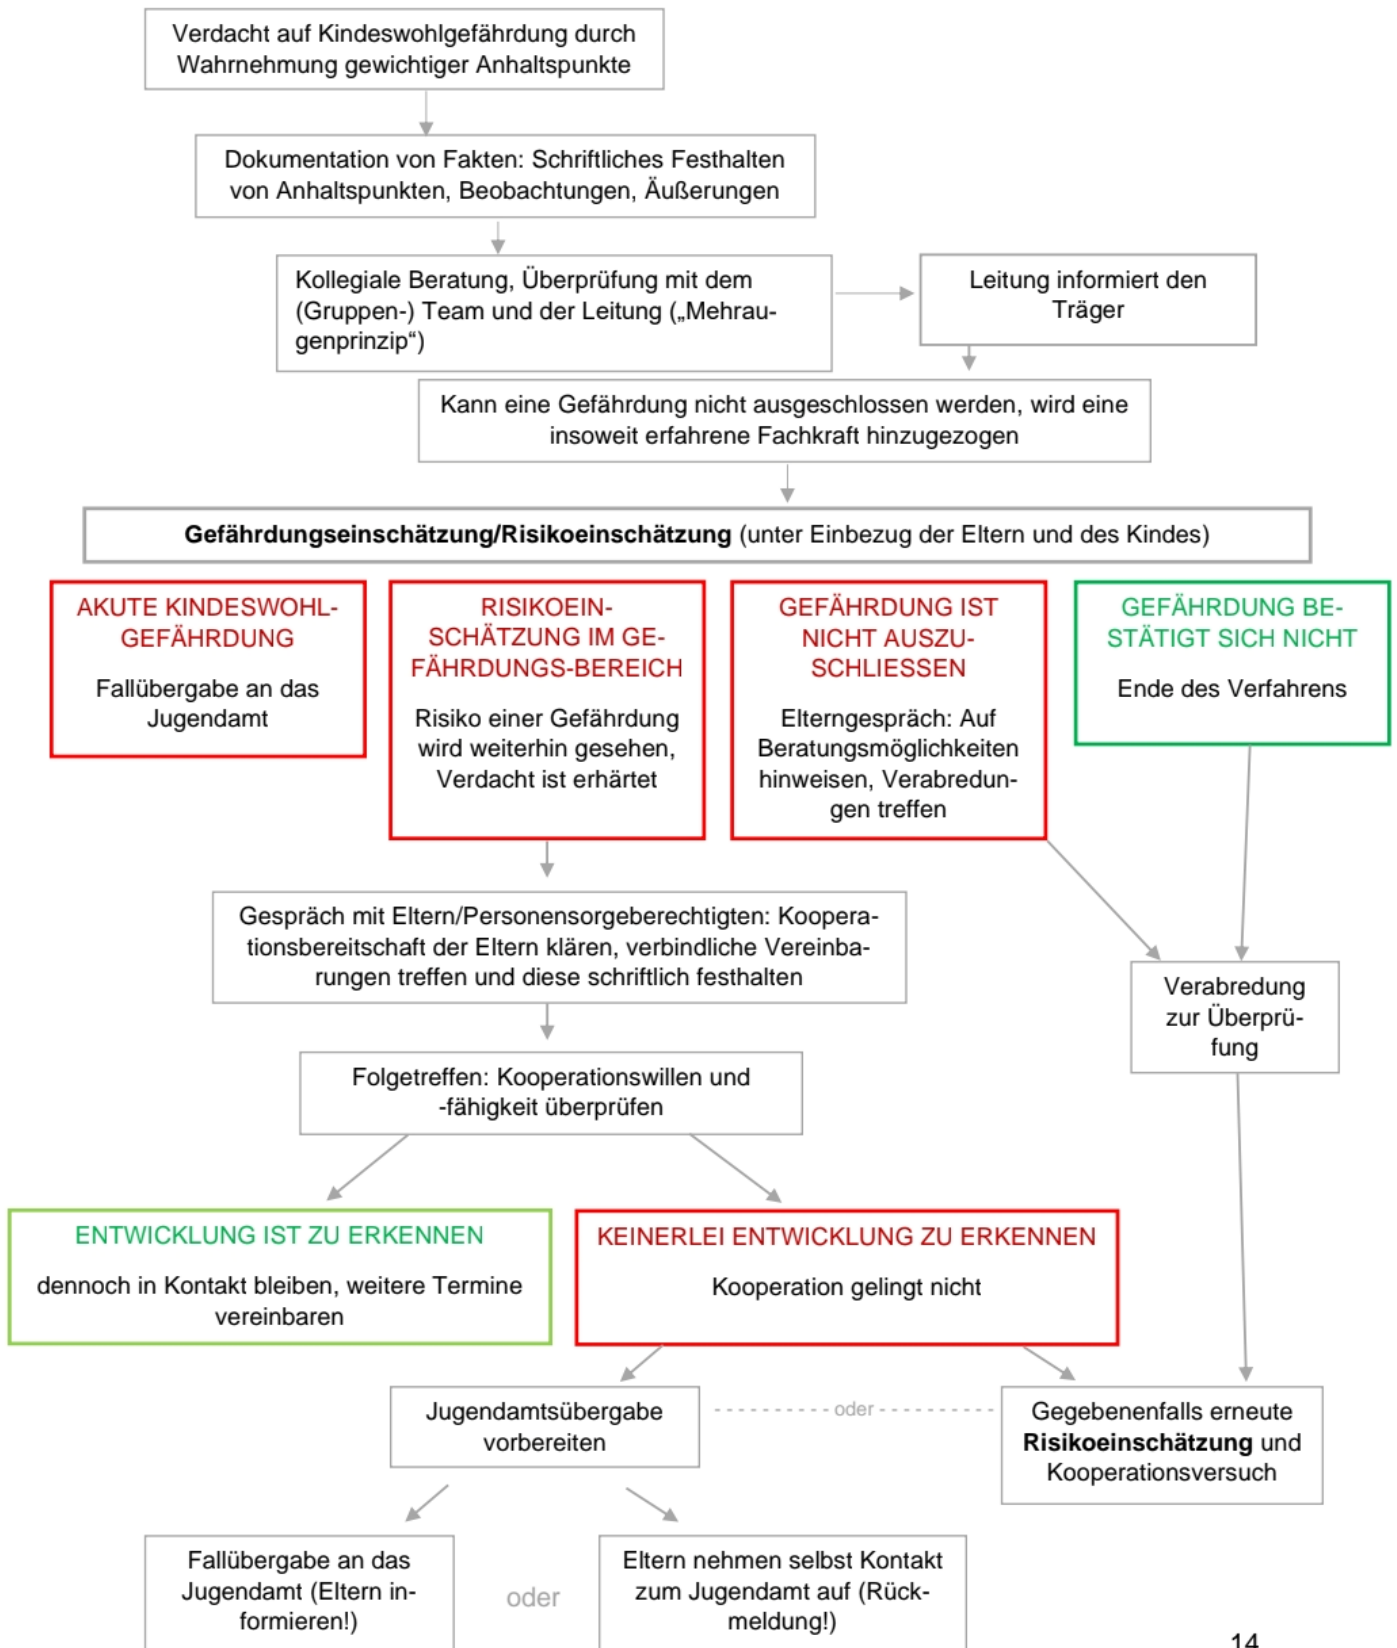 Verdacht auf Kindeswohlgefährdung durch
Wahrnehmung gewichtiger Anhaltspunkte
Dokumentation von Fakten: Schriftliches Festhalten
von Anhaltspunkten, Beobachtungen, Äußerungen
Kollegiale Beratung, Überprüfung mit dem
(Gruppen-) Team und der Leitung („Mehrau-
genprinzip“)
Leitung informiert den
Träger
Kann eine Gefährdung nicht ausgeschlossen werden, wird eine
insoweit erfahrene Fachkraft hinzugezogen
Gefährdungseinschätzung/Risikoeinschätzung (unter Einbezug der Eltern und des Kindes)
AKUTE KINDESWOHL-
GEFÄHRDUNG
Fallübergabe an das
Jugendamt
RISIKOEIN-
SCHÄTZUNG IM GE-
FÄHRDUNGS-BEREICH
Risiko einer Gefährdung
wird weiterhin gesehen,
Verdacht ist erhärtet
GEFÄHRDUNG IST
NICHT AUSZU-
SCHLIESSEN
Elterngespräch: Auf
Beratungsmöglichkeiten
hinweisen, Verabredun-
gen treffen
GEFÄHRDUNG BE-
STÄTIGT SICH NICHT
Ende des Verfahrens
Gespräch mit Eltern/Personensorgeberechtigten: Koopera-
tionsbereitschaft der Eltern klären, verbindliche Vereinba-
rungen treffen und diese schriftlich festhalten
Verabredung
zur Überprü-
fung
Folgetreffen: Kooperationswillen und
-fähigkeit überprüfen
ENTWICKLUNG IST ZU ERKENNEN
dennoch in Kontakt bleiben, weitere Termine
vereinbaren
KEINERLEI ENTWICKLUNG ZU ERKENNEN
Kooperation gelingt nicht
Jugendamtsübergabe
vorbereiten
oder
Gegebenenfalls erneute
Risikoeinschätzung und
Kooperationsversuch
Fallübergabe an das
Jugendamt (Eltern in-
formieren!)
oder
Eltern nehmen selbst Kontakt
zum Jugendamt auf (Rück-
meldung!)
14